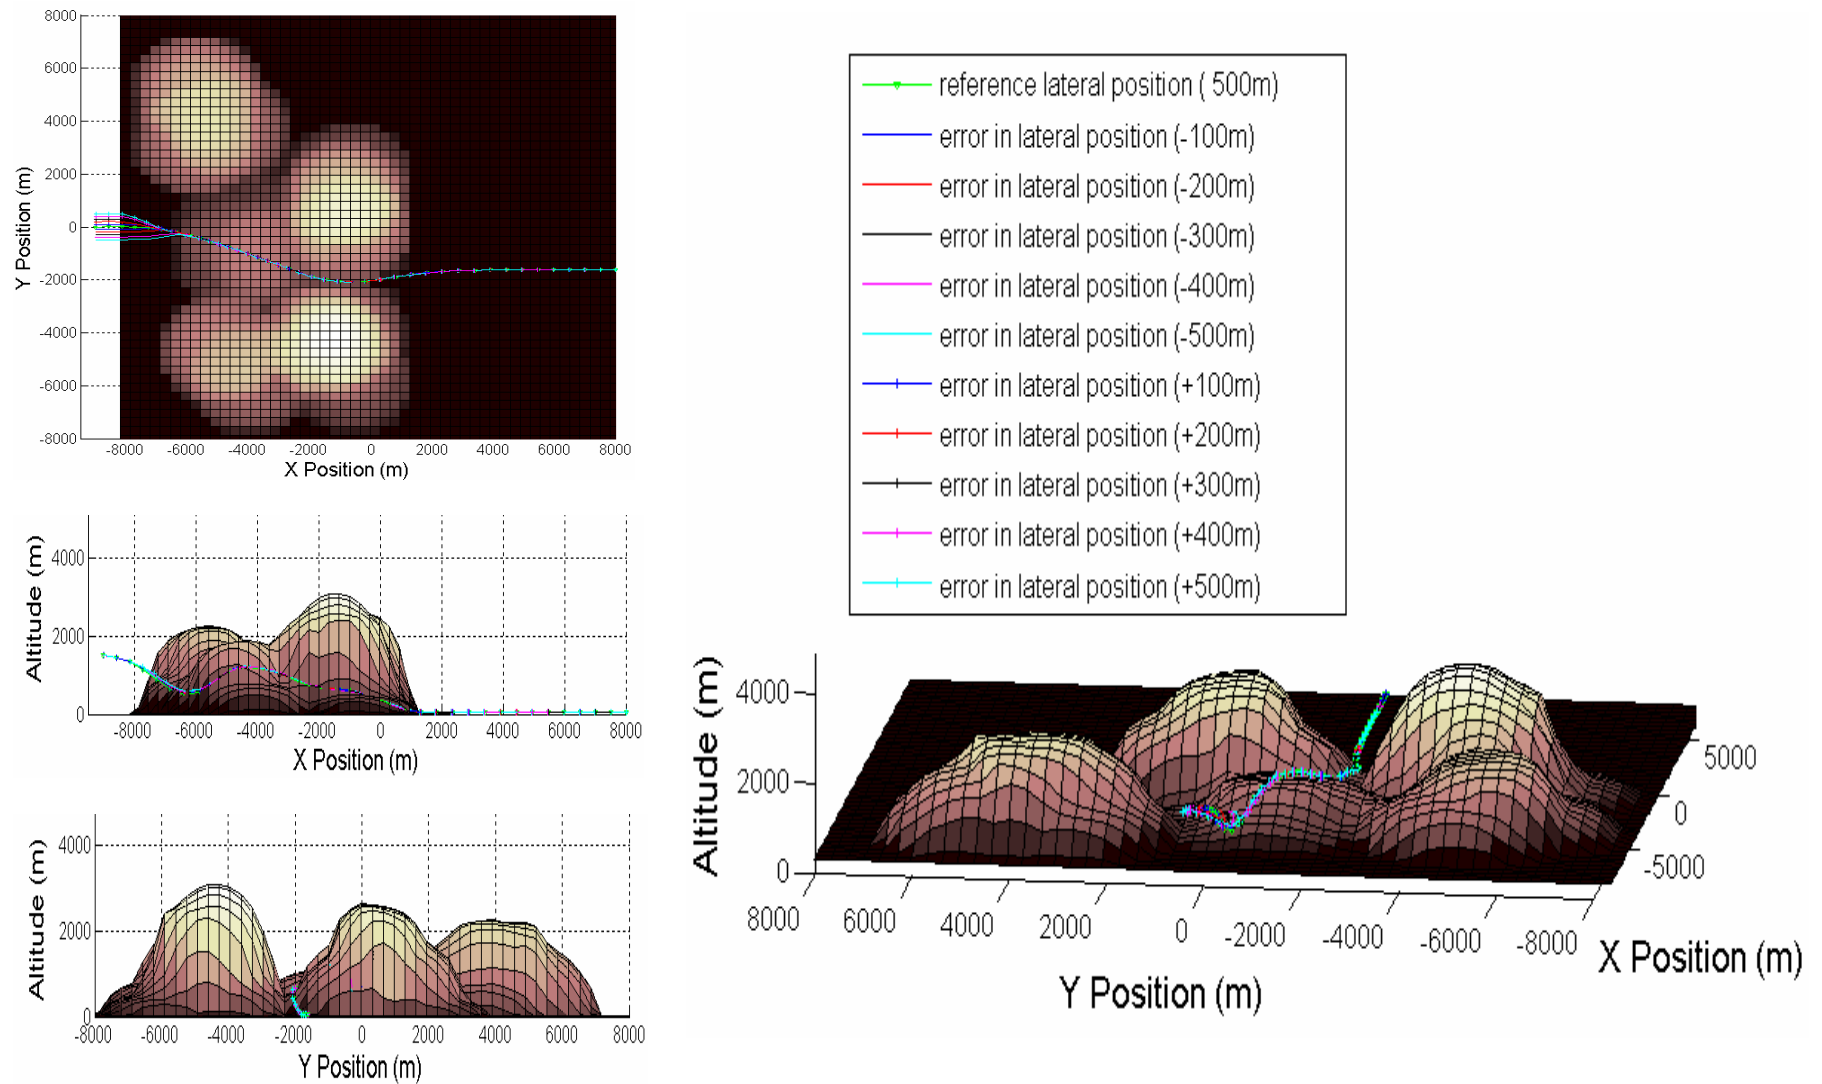 8000
6000
4000
2000
0
-2000
-4000
-6000
-8000
Y Position (m)
-8000 -6000 -4000 -2000 0 2000 4000 6000 8000
X Position (m)
reference lateral position ( 500m)
error in lateral position (-100m)
error in lateral position (-200m)
error in lateral position (-300m)
error in lateral position (-400m)
error in lateral position (-500m)
error in lateral position (+100m)
error in lateral position (+200m)
error in lateral position (+300m)
error in lateral position (+400m)
error in lateral position (+500m)
Altitude (m)
4000
2000
0
-8000 -6000 -4000 -2000 0 2000 4000 6000 8000
X Position (m)
Altitude (m)
4000
2000
0
-8000 -6000 -4000 -2000 0 2000 4000 6000 8000
Y Position (m)
Altitude (m)
4000
2000
0
8000 6000 4000 2000 0 -2000 -4000 -6000 -8000
Y Position (m)
5000
0
-5000
X Position (m)